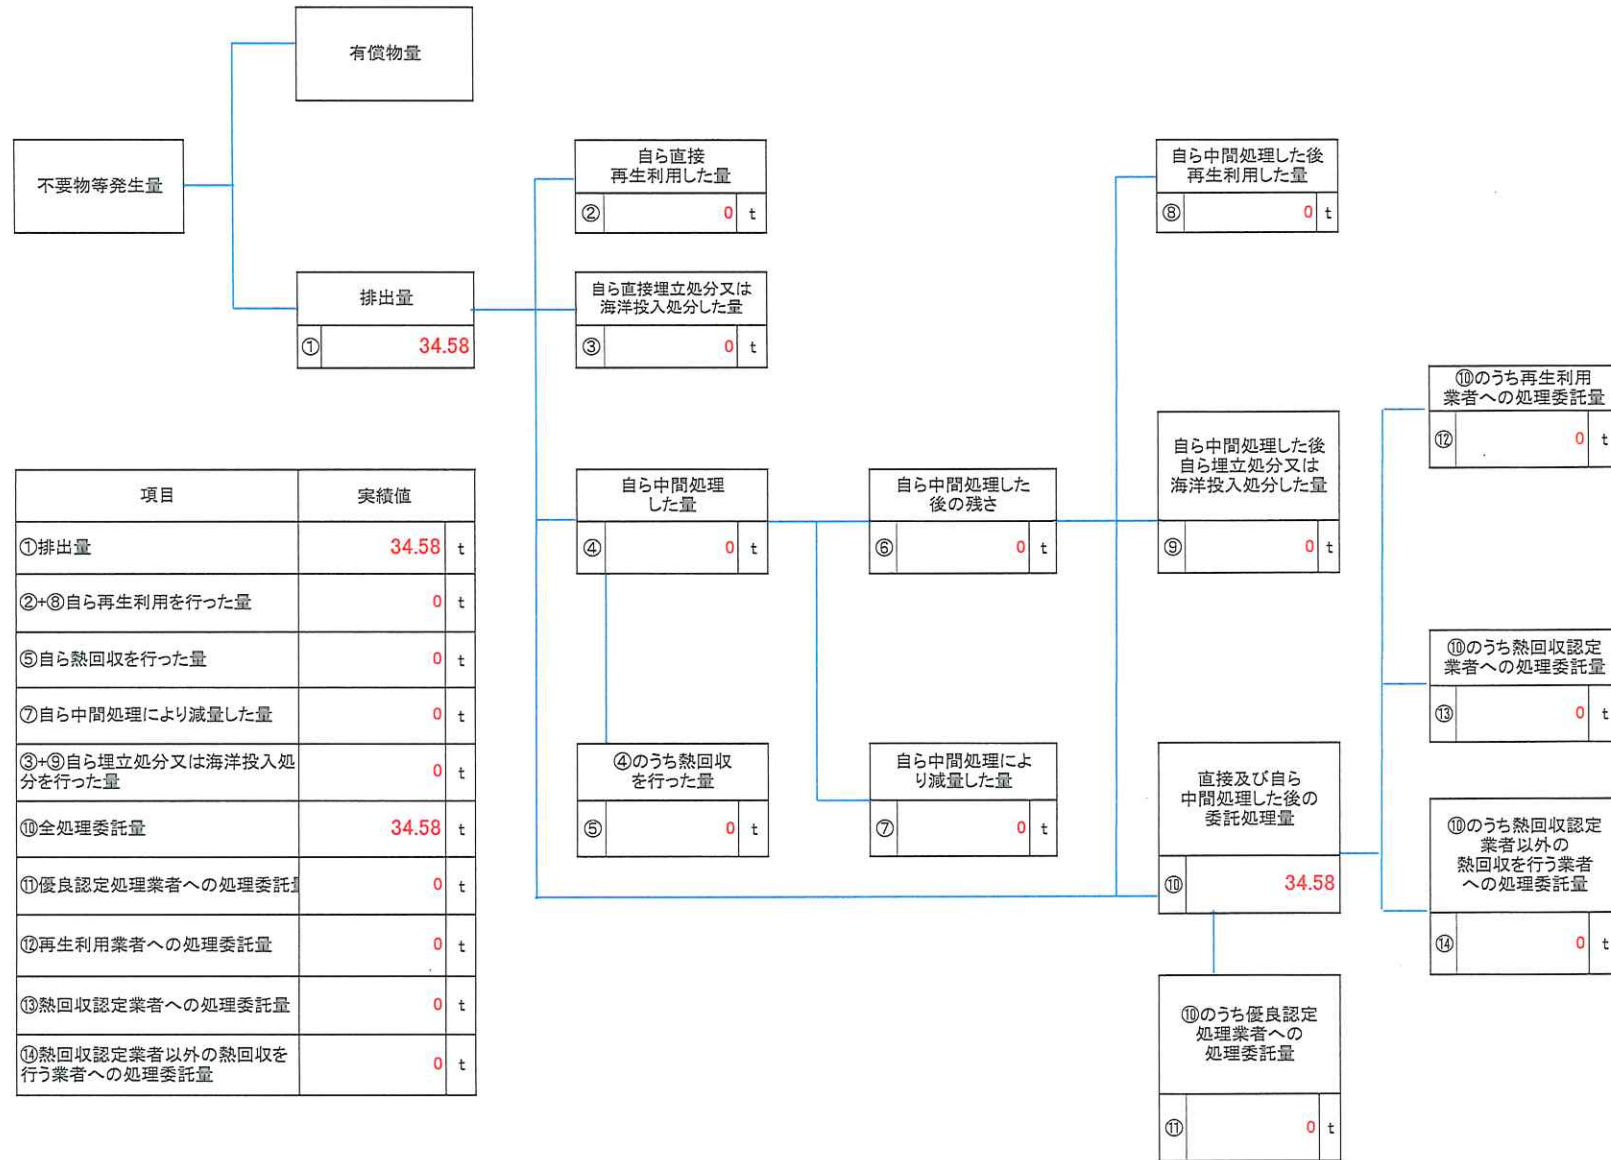 有償物量
不要物等発生量
排出量
① 34.58
自ら直接
再生利用した量
② 0 t
自ら直接埋立処分又は
海洋投入処分した量
③ 0 t
自ら中間処理
した量
④ 0 t
④のうち熱回収
を行った量
⑤ 0 t
自ら中間処理した
後の残さ
⑥ 0 t
自ら中間処理によ
り減量した量
⑦ 0 t
自ら中間処理した後
再生利用した量
⑧ 0 t
自ら中間処理した後
自ら埋立処分又は
海洋投入処分した量
⑨ 0 t
直接及び自ら
中間処理した後の
委託処理量
⑩ 34.58
⑩のうち優良認定
処理業者への
処理委託量
⑪ 0 t
⑩のうち再生利用
業者への処理委託量
⑫ 0 t
⑩のうち熱回収認定
業者への処理委託量
⑬ 0 t
⑩のうち熱回収認定
業者以外の
熱回収を行う業者
への処理委託量
⑭ 0 t
項目 実績値
①排出量 34.58 t
②+⑧自ら再生利用を行った量 0 t
⑤自ら熱回収を行った量 0 t
⑦自ら中間処理により減量した量 0 t
③+⑨自ら埋立処分又は海洋投入処
分を行った量 0 t
⑩全処理委託量 34.58 t
⑪優良認定処理業者への処理委託 0 t
⑫再生利用業者への処理委託量 0 t
⑬熱回収認定業者への処理委託量 0 t
⑭熱回収認定業者以外の熱回収を
行う業者への処理委託量 0 t